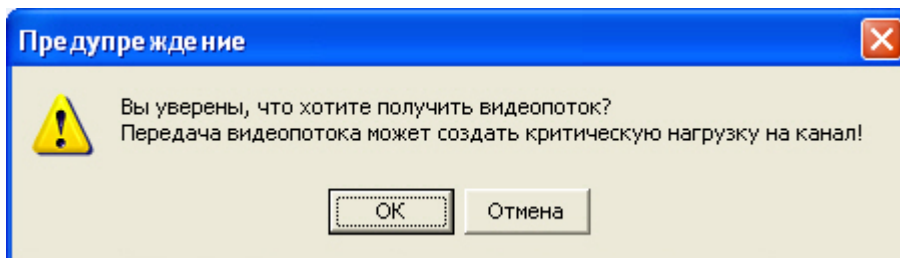 Предупреждение
Вы уверены, что хотите получить видеопоток?
Передача видеопотока может создать критическую нагрузку на канал!
OK
Отмена